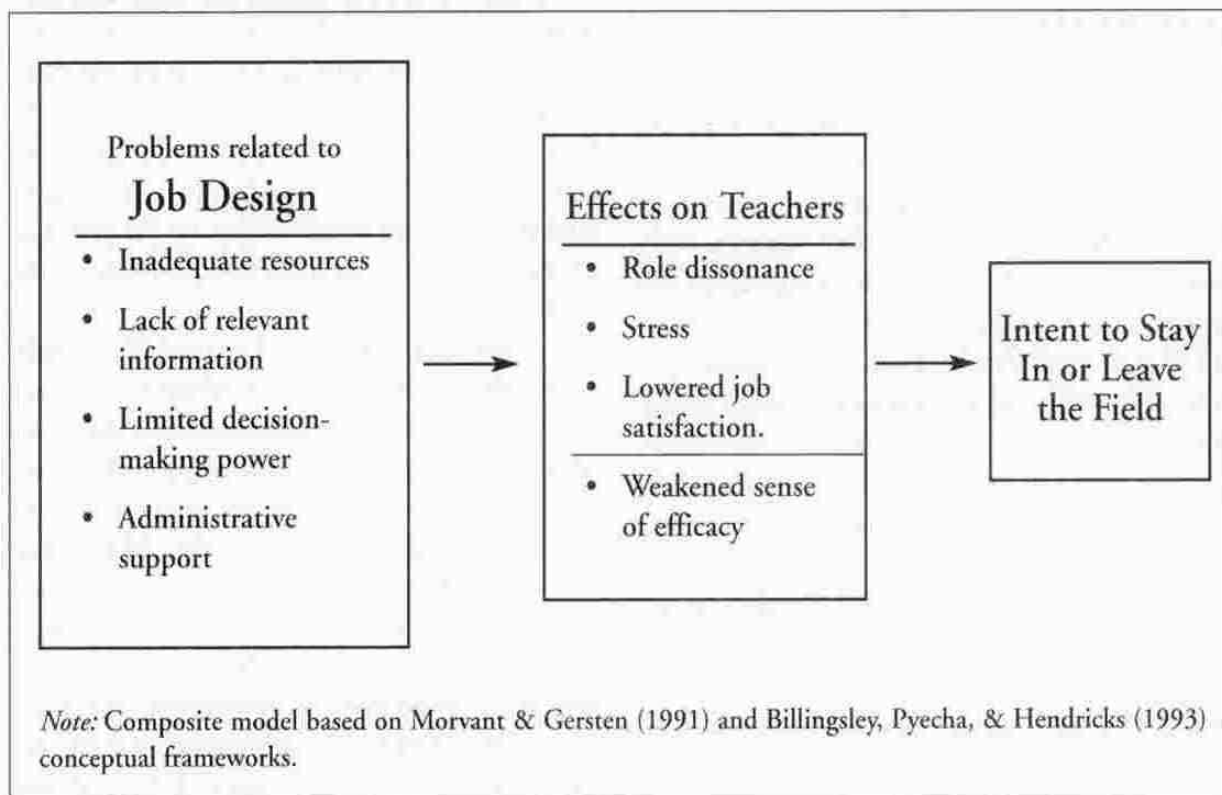 Problems related to
Job Design
• Inadequate resources
• Lack of relevant
information
• Limited decision-
making power
• Administrative
support
Effects on Teachers
• Role dissonance
• Stress
• Lowered job
satisfaction.
• Weakened sense
of efficacy
Intent to Stay
In or Leave
the Field
Note: Composite model based on Morvant & Gersten (1991) and Billingsley, Pyecha, & Hendricks (1993)
conceptual frameworks.